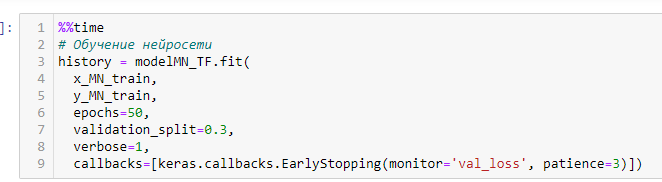 ]:
1 %%time
2 # Обучение нейросети
3 history = modelMN_TF.fit(
4   x_MN_train,
5   y_MN_train,
6   epochs=50,
7   validation_split=0.3,
8   verbose=1,
9   callbacks=[keras.callbacks.EarlyStopping(monitor='val_loss', patience=3)])